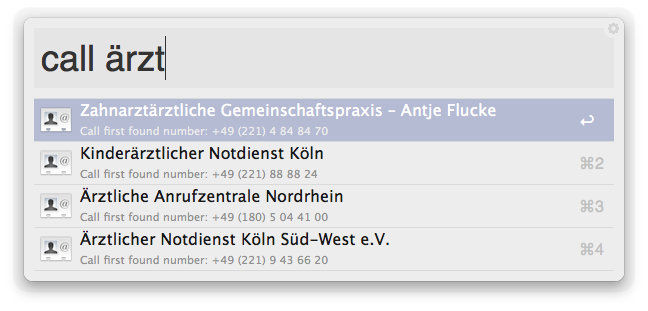 call ärzt
Zahnarztärztliche Gemeinschaftspraxis – Antje Flucke
Call first found number: +49 (221) 4 84 84 70
↩
Kinderärztlicher Notdienst Köln
Call first found number: +49 (221) 88 88 24
⌘2
Ärztliche Anrufzentrale Nordrhein
Call first found number: +49 (180) 5 04 41 00
⌘3
Ärztlicher Notdienst Köln Süd-West e.V.
Call first found number: +49 (221) 9 43 66 20
⌘4